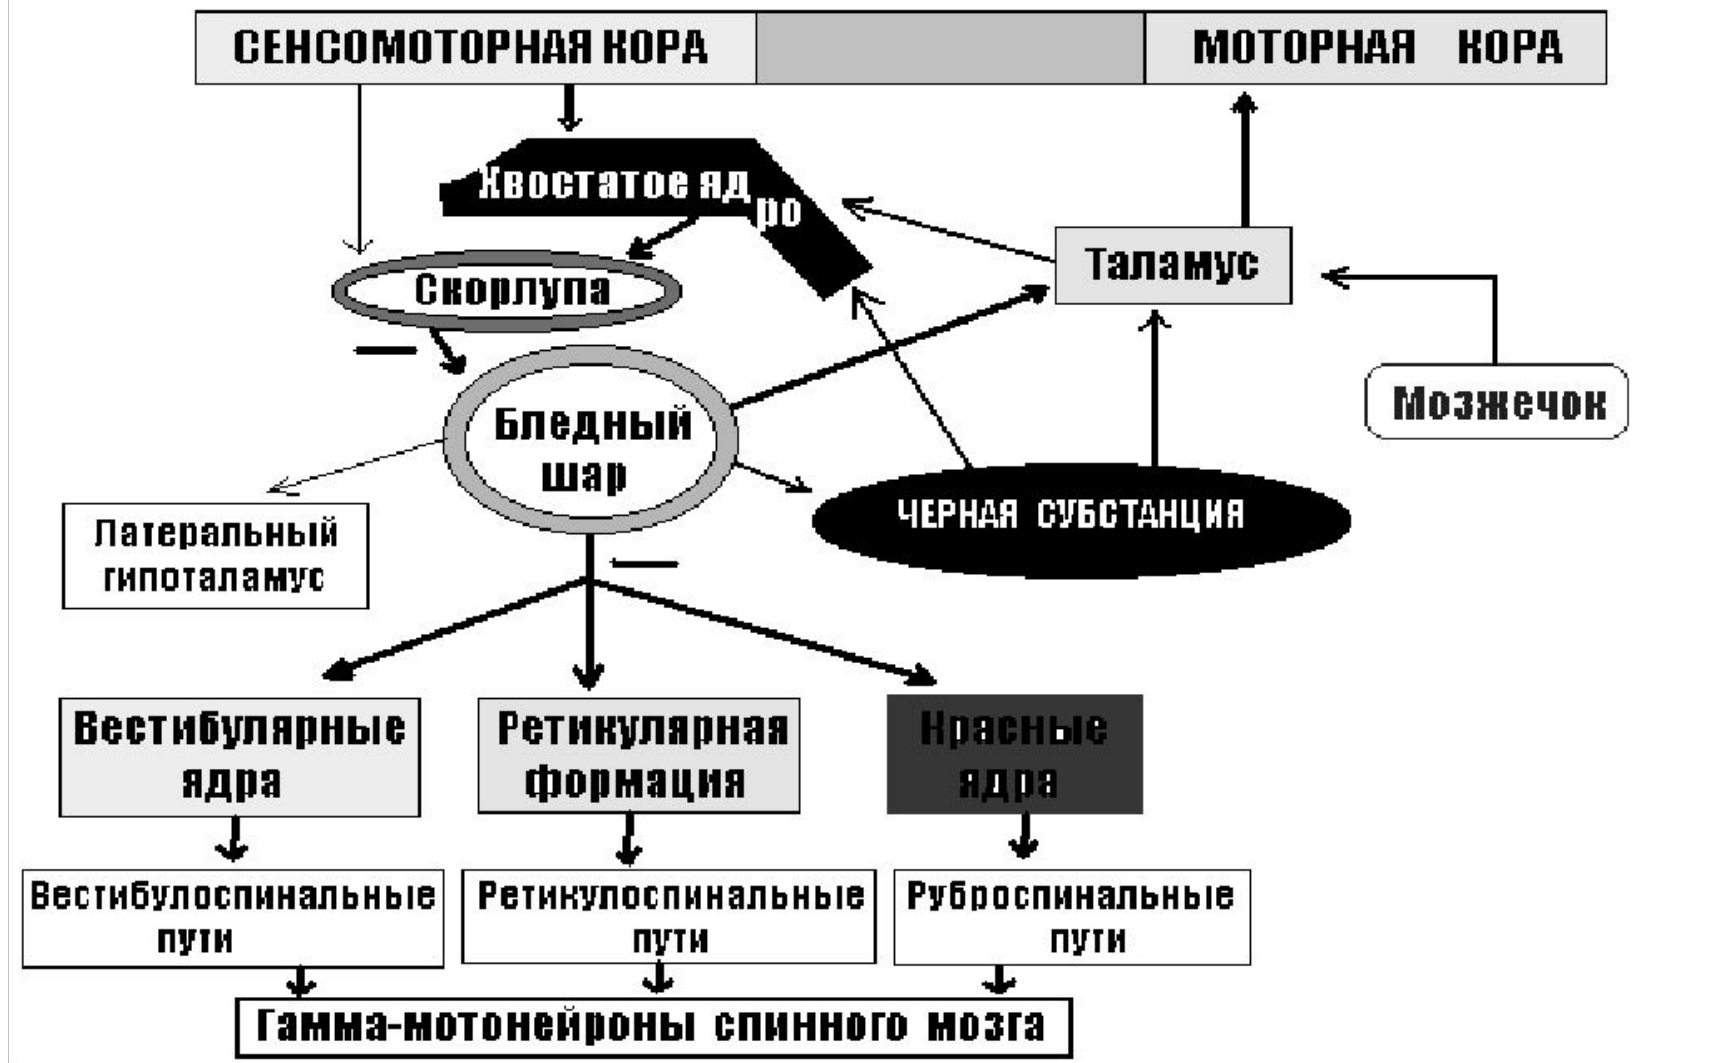 СЕНСОМОТОРНАЯ КОРА
МОТОРНАЯ КОРА
Хвостатое ядро
Таламус
Скорлупа
Мозжечок
Бледный
шар
ЧЕРНАЯ СУБСТАНЦИЯ
Латеральный
гипоталамус
Вестибулярные
ядра
Ретикулярная
формация
Красные
ядра
Вестибулоспинальные
пути
Ретикулоспинальные
пути
Руброспинальные
пути
Гамма-мотонейроны спинного мозга